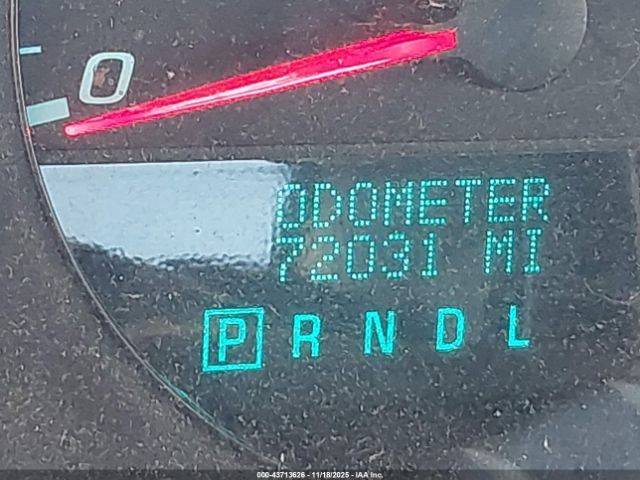 0
ODOMETER
72031 MI
P R N D L
000-43713626 - 11/18/2025 - IAA Inc.